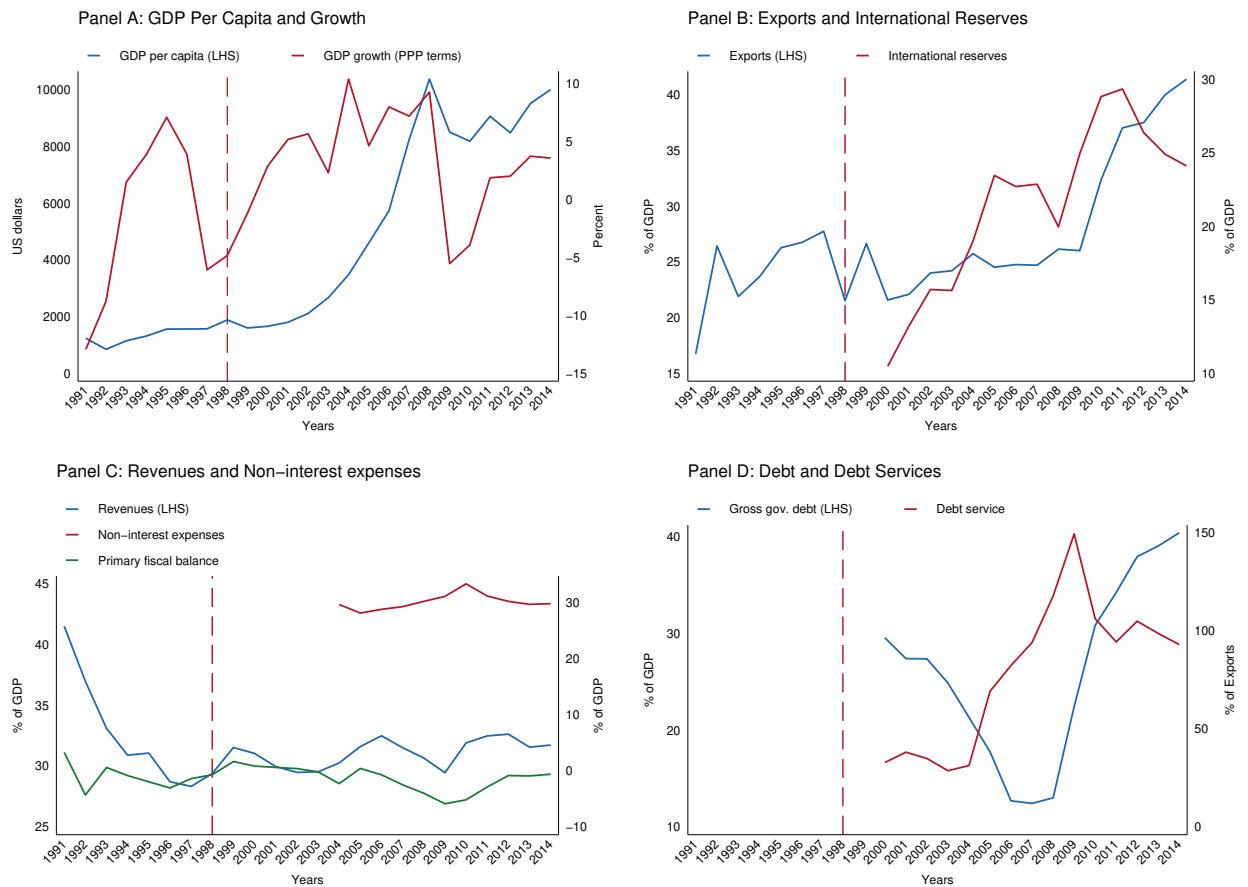 Panel A: GDP Per Capita and Growth
GDP per capita (LHS) GDP growth (PPP terms)
US dollars
10000
8000
6000
4000
2000
0
Percent
10
5
0
−5
−10
−15
1991 1992 1993 1994 1995 1996 1997 1998 1999 2000 2001 2002 2003 2004 2005 2006 2007 2008 2009 2010 2011 2012 2013 2014
Years
Panel B: Exports and International Reserves
Exports (LHS) International reserves
% of GDP
40
35
30
25
20
15
% of GDP
30
25
20
15
10
1991 1992 1993 1994 1995 1996 1997 1998 1999 2000 2001 2002 2003 2004 2005 2006 2007 2008 2009 2010 2011 2012 2013 2014
Years
Panel C: Revenues and Non−interest expenses
Revenues (LHS)
Non−interest expenses
Primary fiscal balance
% of GDP
45
40
35
30
25
% of GDP
30
20
10
0
−10
1991 1992 1993 1994 1995 1996 1997 1998 1999 2000 2001 2002 2003 2004 2005 2006 2007 2008 2009 2010 2011 2012 2013 2014
Years
Panel D: Debt and Debt Services
Gross gov. debt (LHS) Debt service
% of GDP
40
30
20
10
% of Exports
150
100
50
0
1991 1992 1993 1994 1995 1996 1997 1998 1999 2000 2001 2002 2003 2004 2005 2006 2007 2008 2009 2010 2011 2012 2013 2014
Years